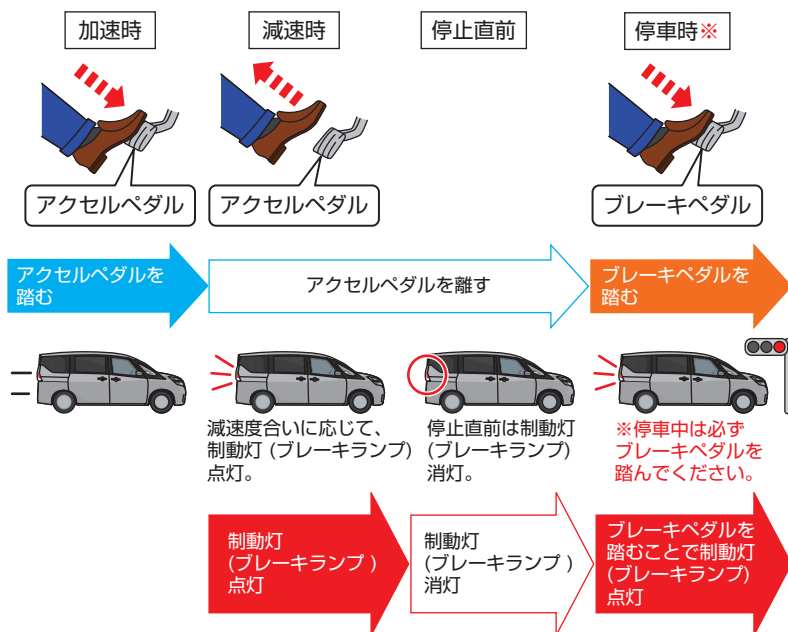 加速時
減速時
停止直前
停車時※
アクセルペダル
アクセルペダル
ブレーキペダル
アクセルペダルを
踏む
アクセルペダルを離す
ブレーキペダルを
踏む
減速度合いに応じて、
制動灯 (ブレーキランプ)
点灯。
停止直前は制動灯
(ブレーキランプ)
消灯。
※停車中は必ず
ブレーキペダルを
踏んでください。
制動灯
(ブレーキランプ )
点灯
制動灯
(ブレーキランプ )
消灯
ブレーキペダルを
踏むことで制動灯
(ブレーキランプ)
点灯